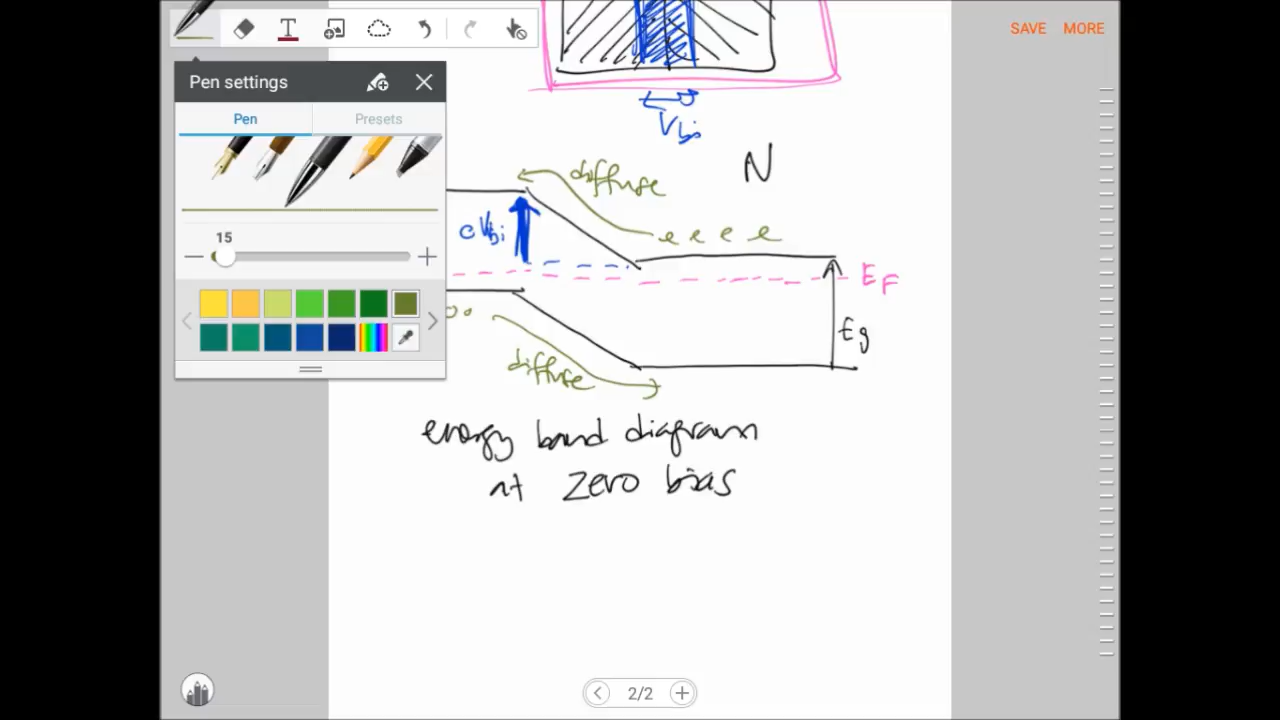 SAVE MORE
Pen settings
Pen Presets
15
Vbi
diffuse
N
eVbi
e e e e
EF
Eg
diffuse
energy band diagram
at zero bias
2/2